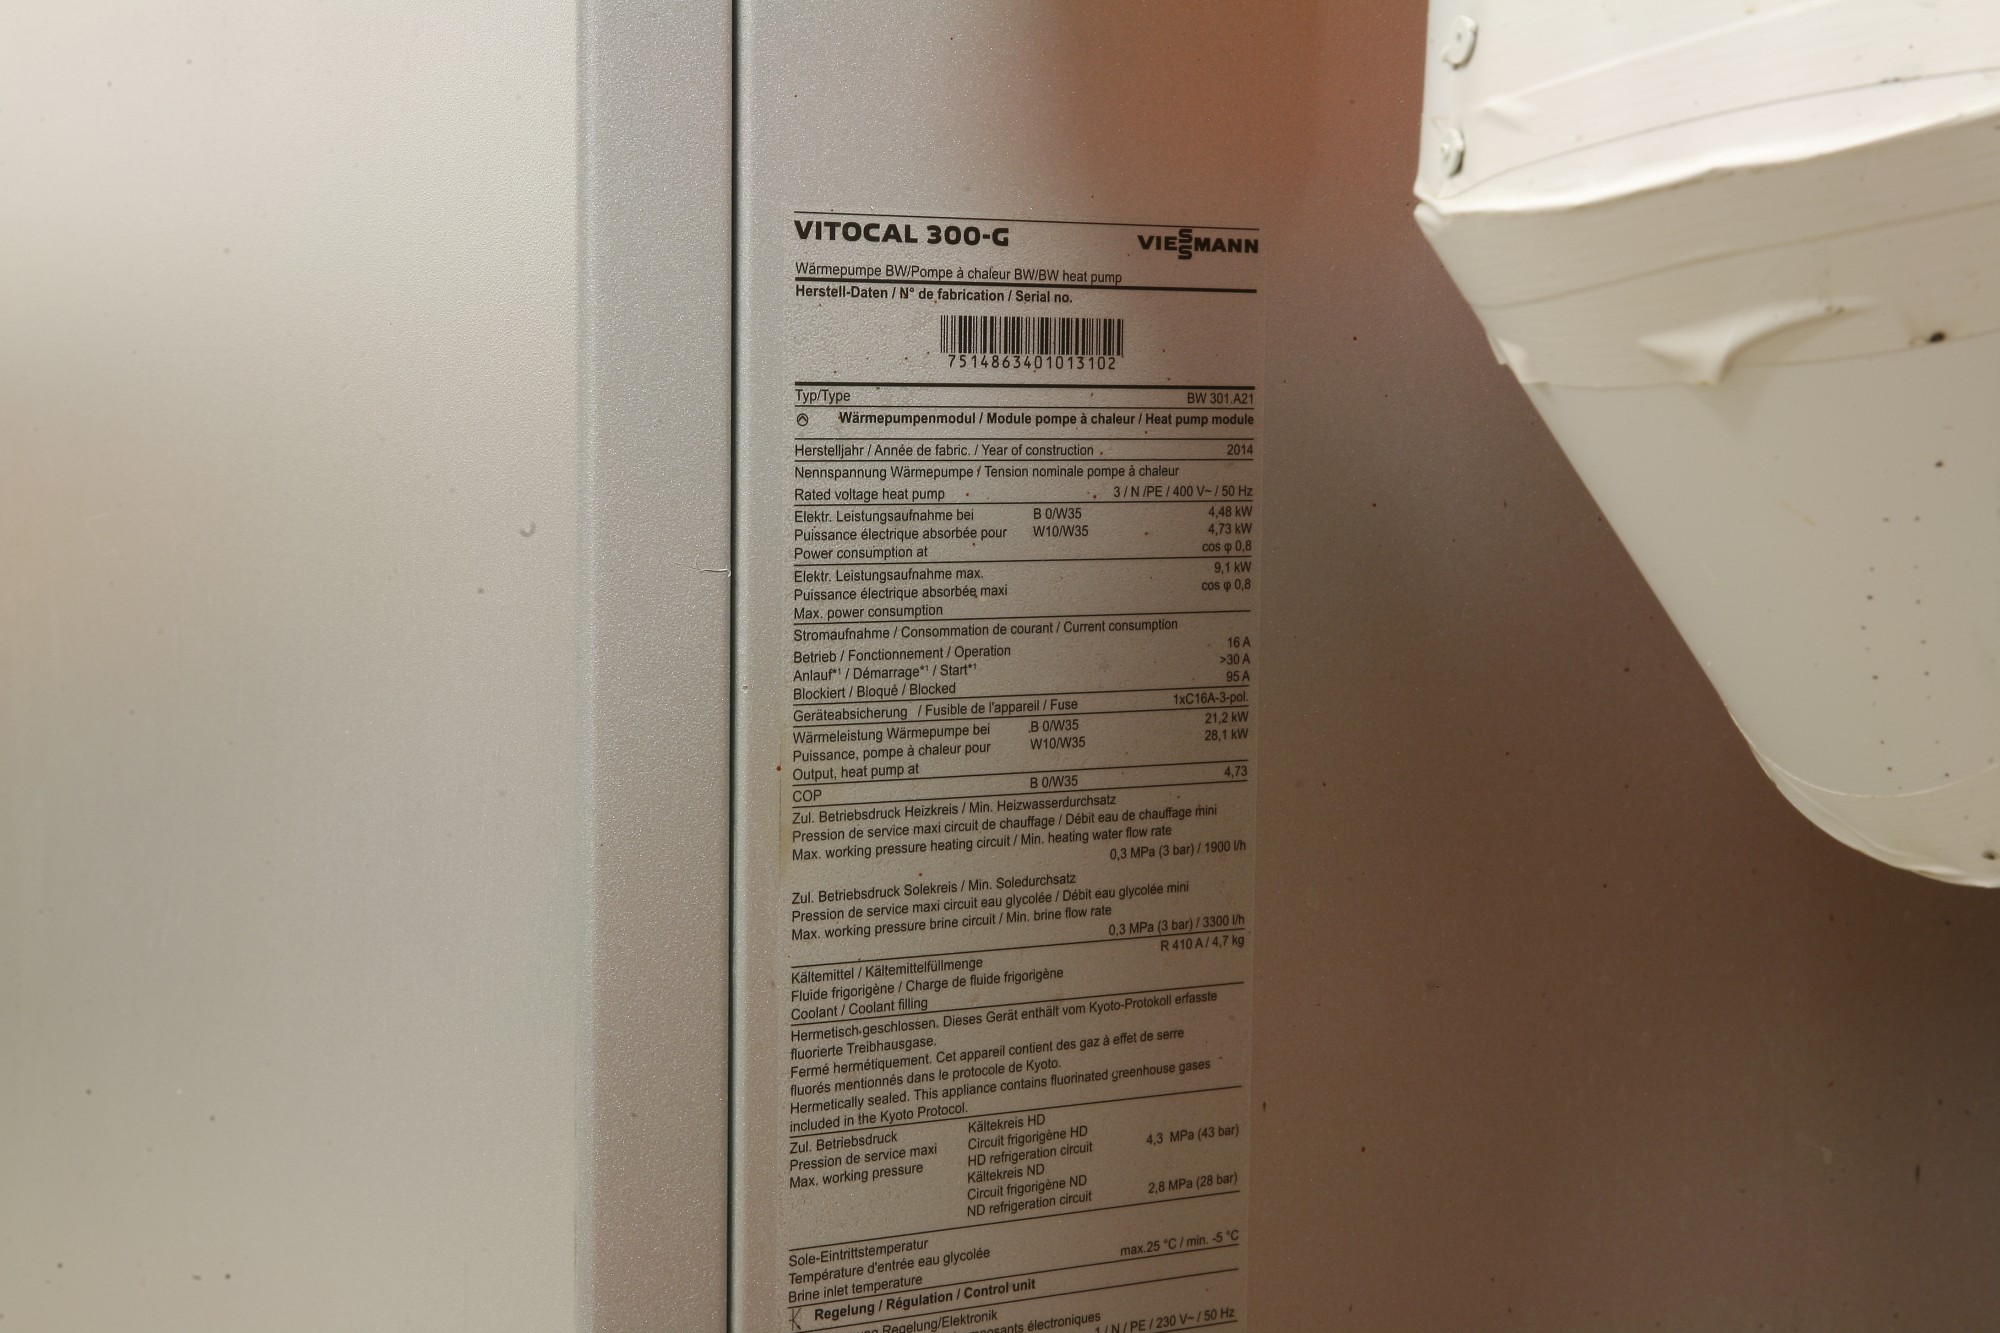 VITOCAL 300-G
VIESSMANN
Wärmepumpe BW/Pompe à chaleur BW/BW heat pump
Herstell-Daten / N° de fabrication / Serial no.
7514863401013102
Typ/Type BW 301.A21
Wärmepumpenmodul / Module pompe à chaleur / Heat pump module
Herstelljahr / Année de fabric. / Year of construction 2014
Nennspannung Wärmepumpe / Tension nominale pompe à chaleur
Rated voltage heat pump 3 / N /PE / 400 V~ / 50 Hz
Elektr. Leistungsaufnahme bei B 0/W35 4,48 kW
Puissance électrique absorbée pour W10/W35 4,73 kW
Power consumption at cos φ 0,8
Elektr. Leistungsaufnahme max. 9,1 kW
Puissance électrique absorbée maxi cos φ 0,8
Max. power consumption
Stromaufnahme / Consommation de courant / Current consumption
Betrieb / Fonctionnement / Operation 16 A
Anlauf*¹ / Démarrage*¹ / Start*¹ >30 A
Blockiert / Bloqué / Blocked 95 A
Geräteabsicherung / Fusible de l'appareil / Fuse 1xC16A-3-pol.
Wärmeleistung Wärmepumpe bei B 0/W35 21,2 kW
Puissance, pompe à chaleur pour W10/W35 28,1 kW
Output, heat pump at
COP B 0/W35 4,73
Zul. Betriebsdruck Heizkreis / Min. Heizwasserdurchsatz
Pression de service maxi circuit de chauffage / Débit eau de chauffage mini
Max. working pressure heating circuit / Min. heating water flow rate
0,3 MPa (3 bar) / 1900 l/h
Zul. Betriebsdruck Solekreis / Min. Soledurchsatz
Pression de service maxi circuit eau glycolée / Débit eau glycolée mini
Max. working pressure brine circuit / Min. brine flow rate
0,3 MPa (3 bar) / 3300 l/h
Kältemittel / Kältemittelfüllmenge R 410 A / 4,7 kg
Fluide frigorigène / Charge de fluide frigorigène
Coolant / Coolant filling
Hermetisch geschlossen. Dieses Gerät enthält vom Kyoto-Protokoll erfasste
fluorierte Treibhausgase.
Fermé hermétiquement. Cet appareil contient des gaz à effet de serre
fluorés mentionnés dans le protocole de Kyoto.
Hermetically sealed. This appliance contains fluorinated greenhouse gases
included in the Kyoto Protocol.
Zul. Betriebsdruck Kältekreis HD
Pression de service maxi Circuit frigorigène HD 4,3 MPa (43 bar)
Max. working pressure HD refrigeration circuit
Kältekreis ND
Circuit frigorigène ND 2,8 MPa (28 bar)
ND refrigeration circuit
Sole-Eintrittstemperatur
Température d'entrée eau glycolée max.25 °C / min. -5 °C
Brine inlet temperature
Regelung / Régulation / Control unit
Regelung/Elektronik
électroniques 1 / N / PE / 230 V~ / 50 Hz